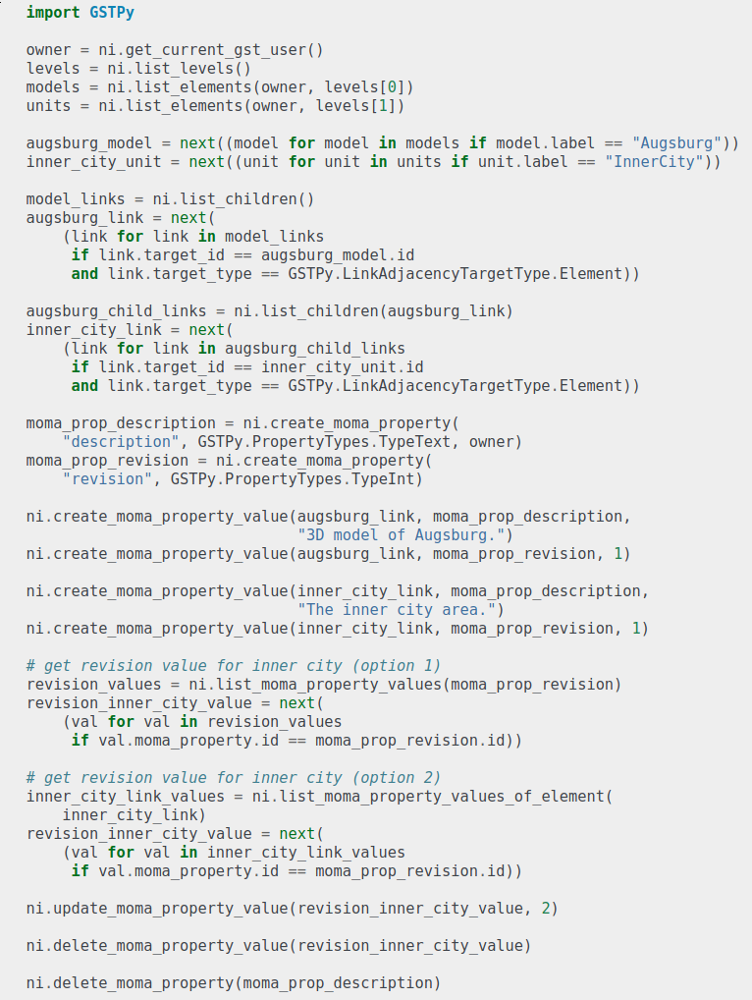 import GSTPy

owner = ni.get_current_gst_user()
levels = ni.list_levels()
models = ni.list_elements(owner, levels[0])
units = ni.list_elements(owner, levels[1])

augsburg_model = next((model for model in models if model.label == "Augsburg"))
inner_city_unit = next((unit for unit in units if unit.label == "InnerCity"))

model_links = ni.list_children()
augsburg_link = next(
    (link for link in model_links
     if link.target_id == augsburg_model.id
     and link.target_type == GSTPy.LinkAdjacencyTargetType.Element))

augsburg_child_links = ni.list_children(augsburg_link)
inner_city_link = next(
    (link for link in augsburg_child_links
     if link.target_id == inner_city_unit.id
     and link.target_type == GSTPy.LinkAdjacencyTargetType.Element))

moma_prop_description = ni.create_moma_property(
    "description", GSTPy.PropertyTypes.TypeText, owner)
moma_prop_revision = ni.create_moma_property(
    "revision", GSTPy.PropertyTypes.TypeInt)

ni.create_moma_property_value(augsburg_link, moma_prop_description,
                              "3D model of Augsburg.")
ni.create_moma_property_value(augsburg_link, moma_prop_revision, 1)

ni.create_moma_property_value(inner_city_link, moma_prop_description,
                              "The inner city area.")
ni.create_moma_property_value(inner_city_link, moma_prop_revision, 1)

# get revision value for inner city (option 1)
revision_values = ni.list_moma_property_values(moma_prop_revision)
revision_inner_city_value = next(
    (val for val in revision_values
     if val.moma_property.id == moma_prop_revision.id))

# get revision value for inner city (option 2)
inner_city_link_values = ni.list_moma_property_values_of_element(
    inner_city_link)
revision_inner_city_value = next(
    (val for val in inner_city_link_values
     if val.moma_property.id == moma_prop_revision.id))

ni.update_moma_property_value(revision_inner_city_value, 2)

ni.delete_moma_property_value(revision_inner_city_value)

ni.delete_moma_property(moma_prop_description)